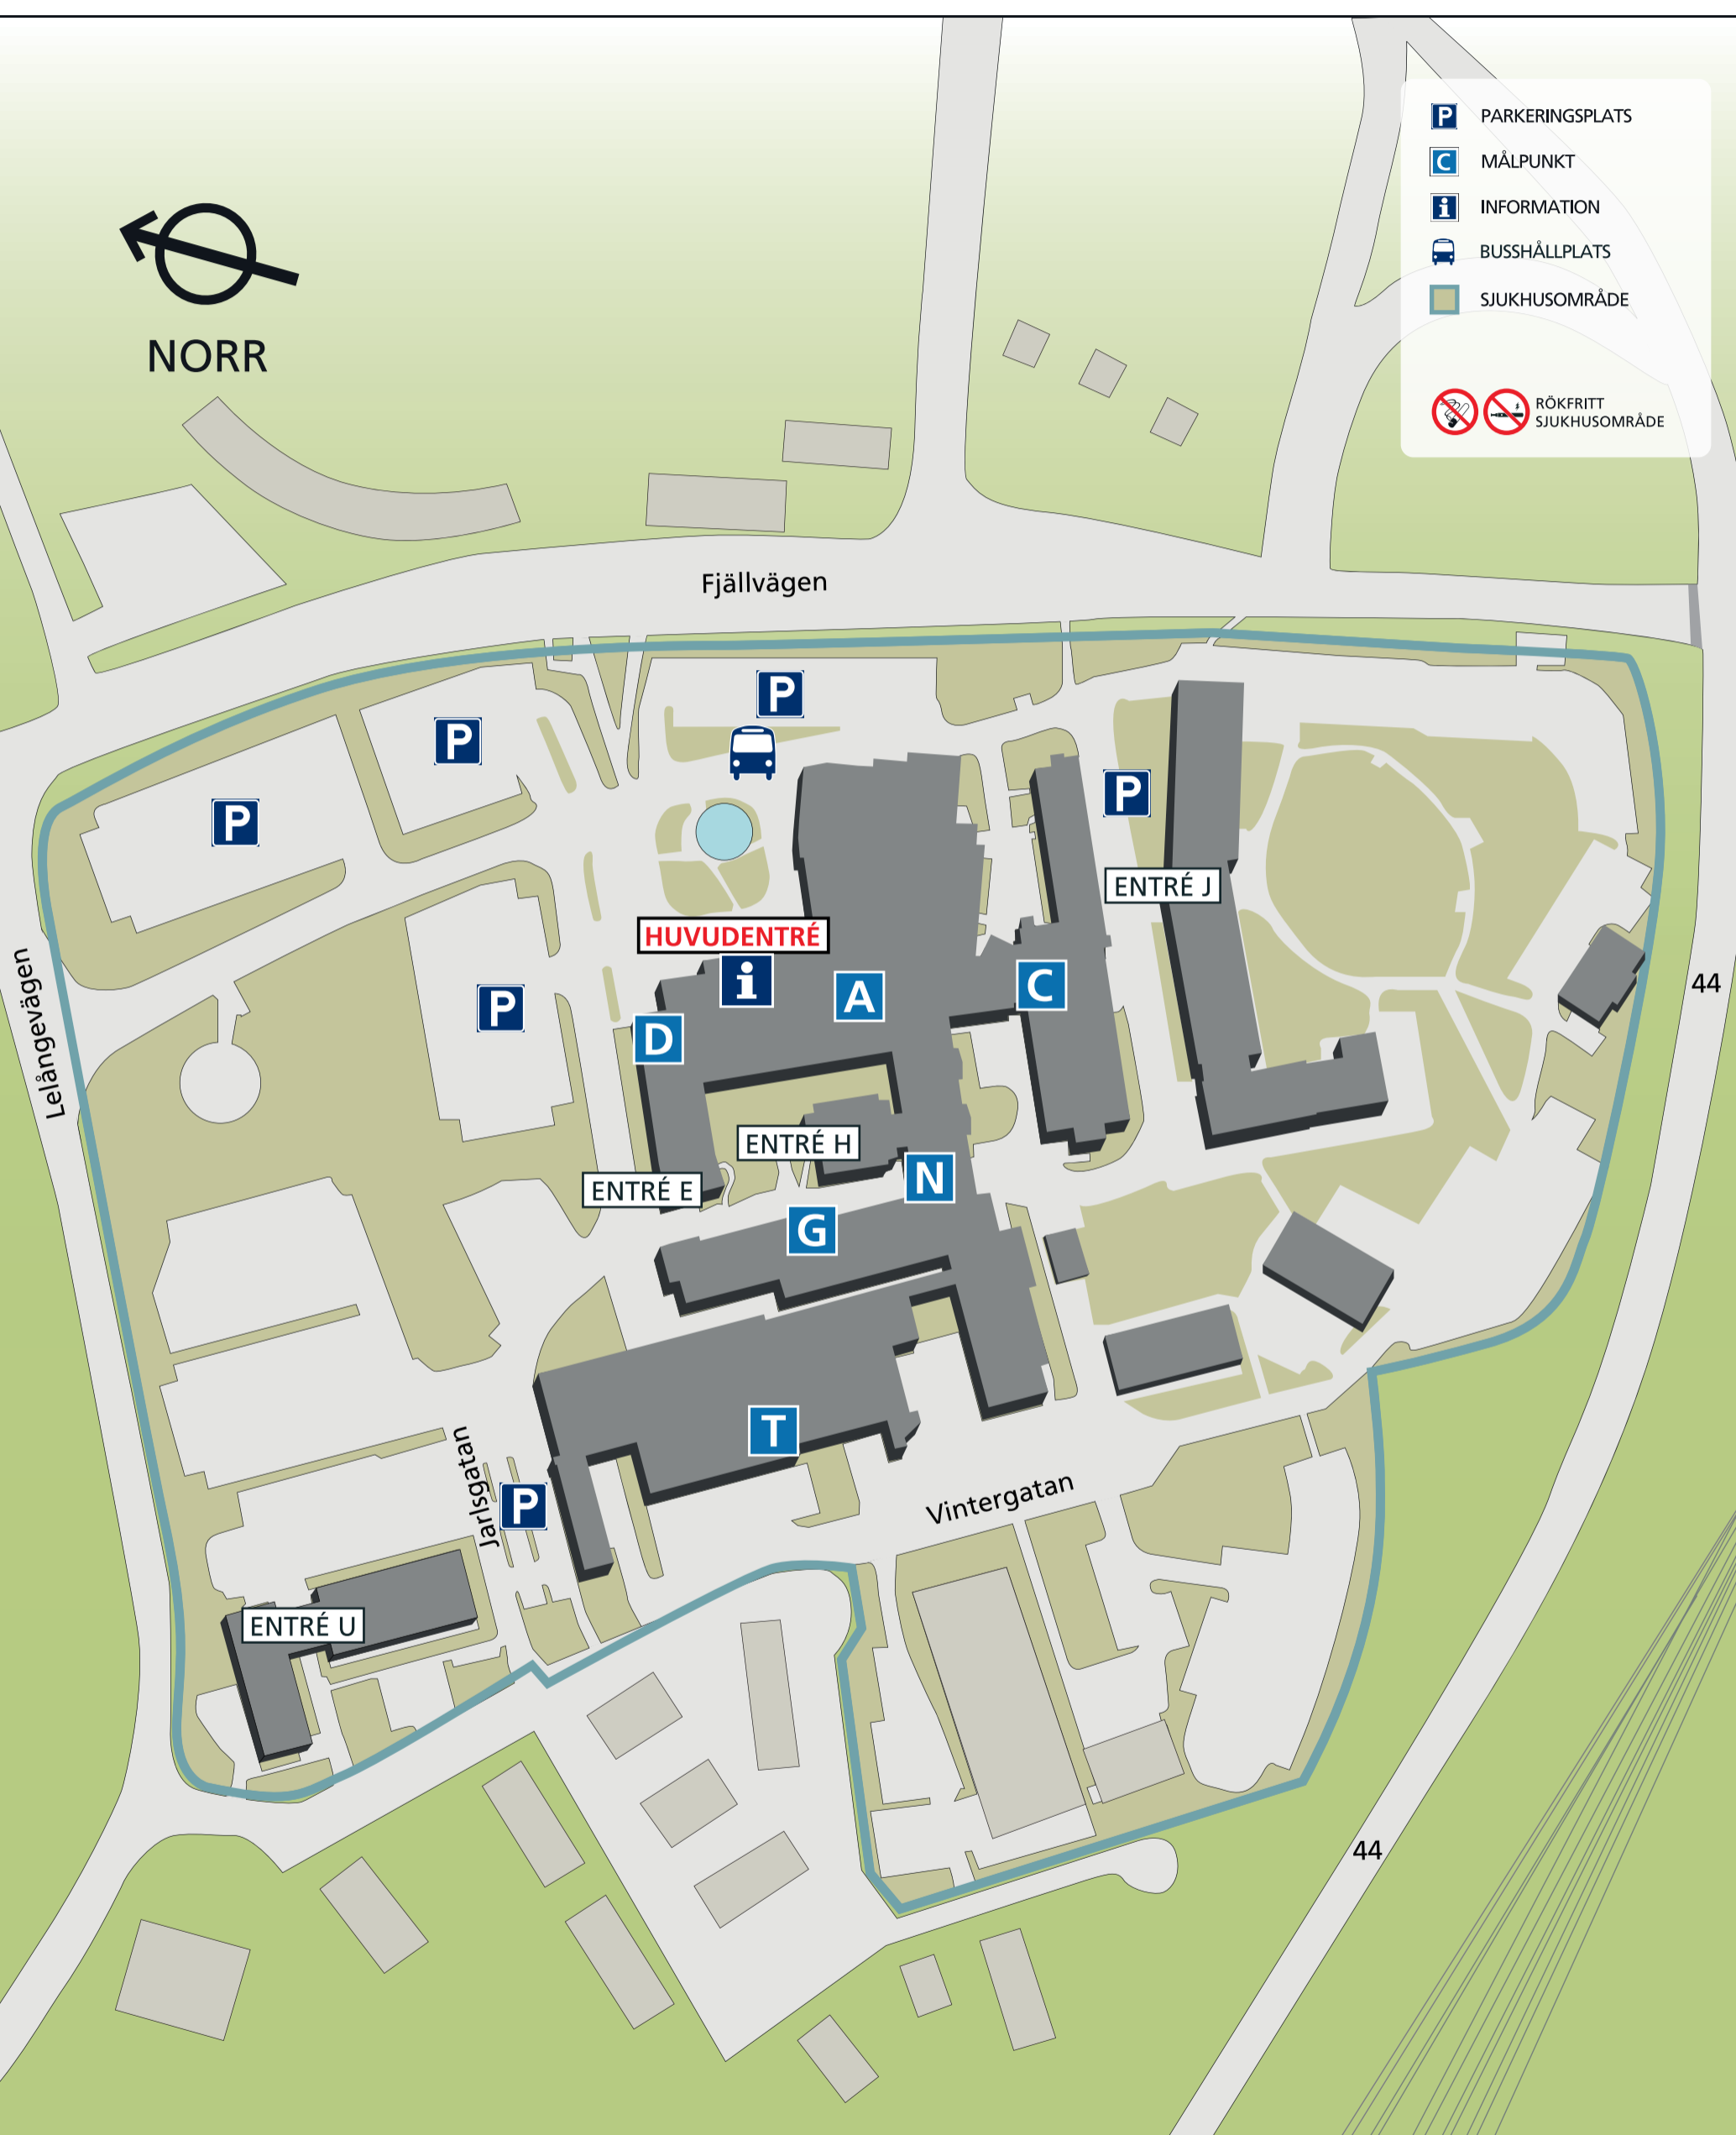 P PARKERINGSPLATS
C MÅLPUNKT
i INFORMATION
BUSSHÅLLPLATS
SJUKHUSOMRÅDE
RÖKFRITT
SJUKHUSOMRÅDE
NORR
Fjällvägen
P
P
P
P
ENTRÉ J
HUVUDENTRÉ
i
A
C
P
D
44
Lelångevägen
ENTRÉ H
ENTRÉ E
N
G
T
Jarlsgatan
P
Vintergatan
ENTRÉ U
44